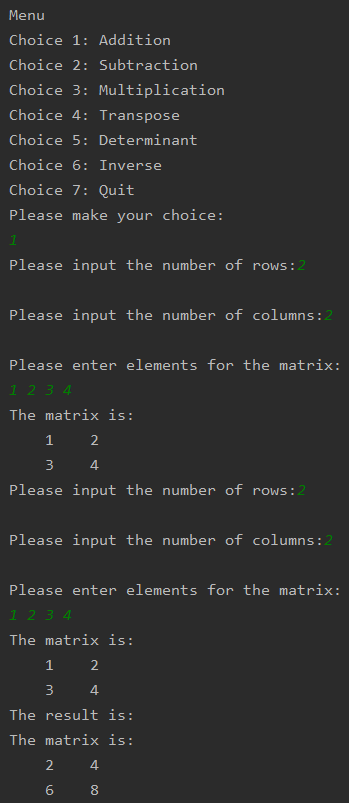 Menu
Choice 1: Addition
Choice 2: Subtraction
Choice 3: Multiplication
Choice 4: Transpose
Choice 5: Determinant
Choice 6: Inverse
Choice 7: Quit
Please make your choice:
1
Please input the number of rows:2
Please input the number of columns:2
Please enter elements for the matrix:
1 2 3 4
The matrix is:
1 2
3 4
Please input the number of rows:2
Please input the number of columns:2
Please enter elements for the matrix:
1 2 3 4
The matrix is:
1 2
3 4
The result is:
The matrix is:
2 4
6 8